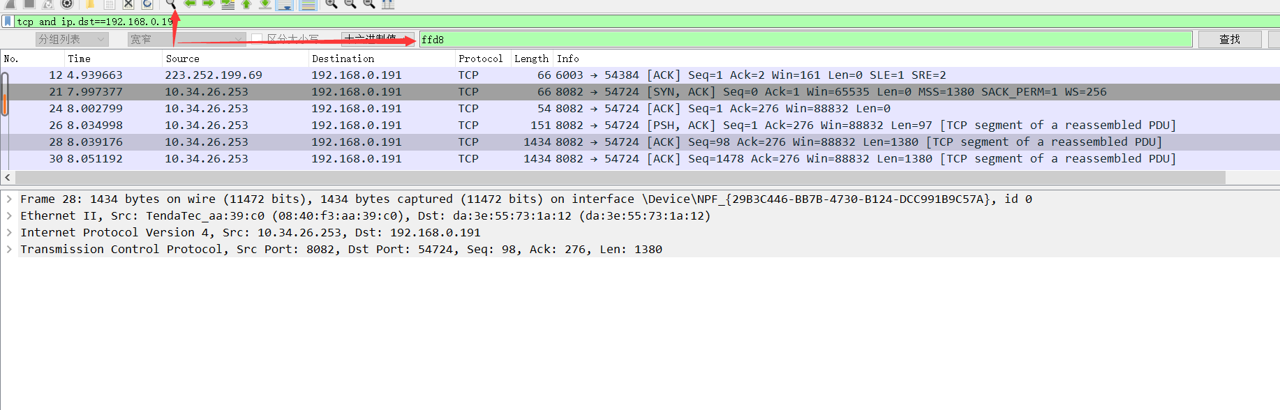 tcp and ip.dst==192.168.0.19
分组列表 宽窄 区分大小写 十六进制值 ffd8 查找
No. Time Source Destination Protocol Length Info
12 4.939663 223.252.199.69 192.168.0.191 TCP 66 6003 → 54384 [ACK] Seq=1 Ack=2 Win=161 Len=0 SLE=1 SRE=2
21 7.997377 10.34.26.253 192.168.0.191 TCP 66 8082 → 54724 [SYN, ACK] Seq=0 Ack=1 Win=65535 Len=0 MSS=1380 SACK_PERM=1 WS=256
24 8.002799 10.34.26.253 192.168.0.191 TCP 54 8082 → 54724 [ACK] Seq=1 Ack=276 Win=88832 Len=0
26 8.034998 10.34.26.253 192.168.0.191 TCP 151 8082 → 54724 [PSH, ACK] Seq=1 Ack=276 Win=88832 Len=97 [TCP segment of a reassembled PDU]
28 8.039176 10.34.26.253 192.168.0.191 TCP 1434 8082 → 54724 [ACK] Seq=98 Ack=276 Win=88832 Len=1380 [TCP segment of a reassembled PDU]
30 8.051192 10.34.26.253 192.168.0.191 TCP 1434 8082 → 54724 [ACK] Seq=1478 Ack=276 Win=88832 Len=1380 [TCP segment of a reassembled PDU]
Frame 28: 1434 bytes on wire (11472 bits), 1434 bytes captured (11472 bits) on interface \Device\NPF_{29B3C446-BB7B-4730-B124-DCC991B9C57A}, id 0
Ethernet II, Src: TendaTec_aa:39:c0 (08:40:f3:aa:39:c0), Dst: da:3e:55:73:1a:12 (da:3e:55:73:1a:12)
Internet Protocol Version 4, Src: 10.34.26.253, Dst: 192.168.0.191
Transmission Control Protocol, Src Port: 8082, Dst Port: 54724, Seq: 98, Ack: 276, Len: 1380